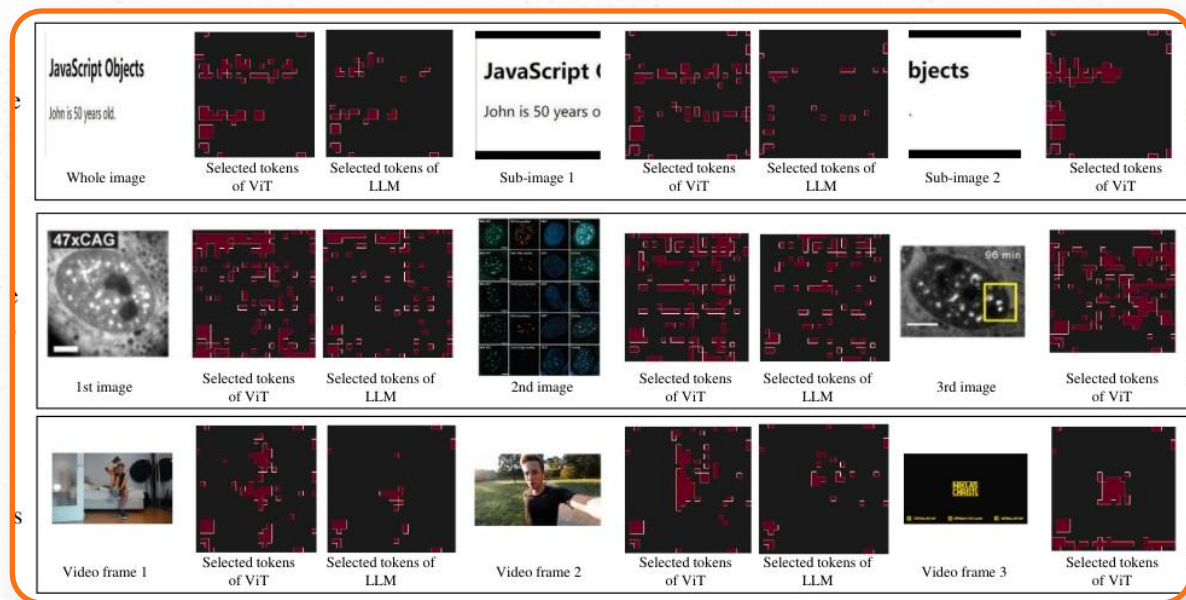 JavaScript Objects
John is 50 years old.
JavaScript (
John is 50 years o
bjects
.
e
Whole image
Selected tokens
of ViT
Selected tokens of
LLM
Sub-image 1
Selected tokens
of ViT
Selected tokens of
LLM
Sub-image 2
Selected tokens
of ViT
47xCAG
96 min
e
1st image
Selected tokens
of ViT
Selected tokens of
LLM
2nd image
Selected tokens
of ViT
Selected tokens of
LLM
3rd image
Selected tokens
of ViT
NIKLAS
CHRISTL
s
Video frame 1
Selected tokens
of ViT
Selected tokens of
LLM
Video frame 2
Selected tokens
of ViT
Selected tokens of
LLM
Video frame 3
Selected tokens
of ViT